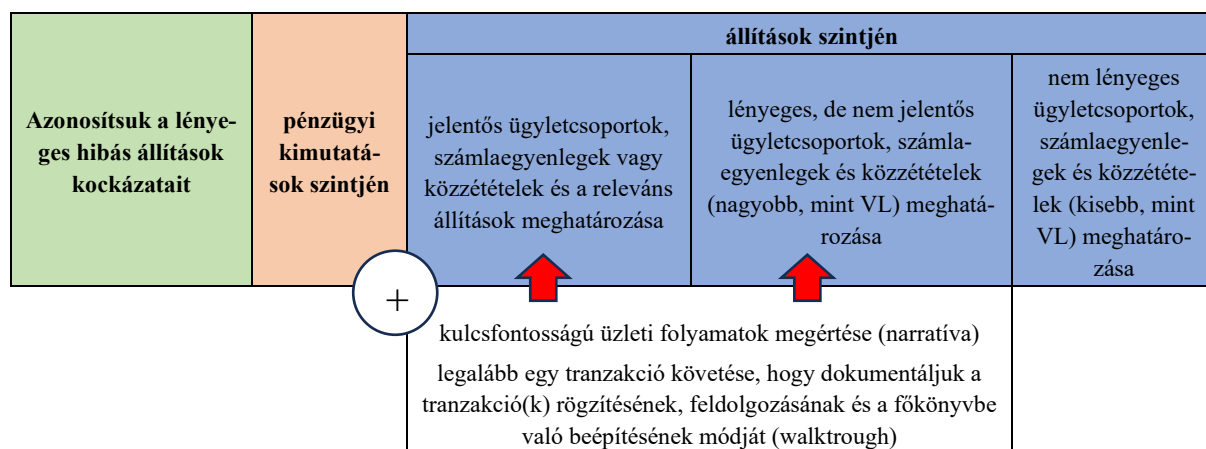 állítások szintjén
Azonosítsuk a lénye-
ges hibás állítások
kockázatait
pénzügyi
kimutatá-
sok szintjén
jelentős ügyletcsoportok,
számlaegyenlegek vagy
közzétételek és a releváns
állítások meghatározása
lényeges, de nem jelentős
ügyletcsoportok, számla-
egyenlegek és közzétételek
(nagyobb, mint VL) meghatá-
rozása
nem lényeges
ügyletcsoportok,
számlaegyenle-
gek és közzététe-
lek (kisebb, mint
VL) meghatáro-
zása
+
kulcsfontosságú üzleti folyamatok megértése (narratíva)
legalább egy tranzakció követése, hogy dokumentáljuk a
tranzakció(k) rögzítésének, feldolgozásának és a főkönyvbe
való beépítésének módját (walktrough)